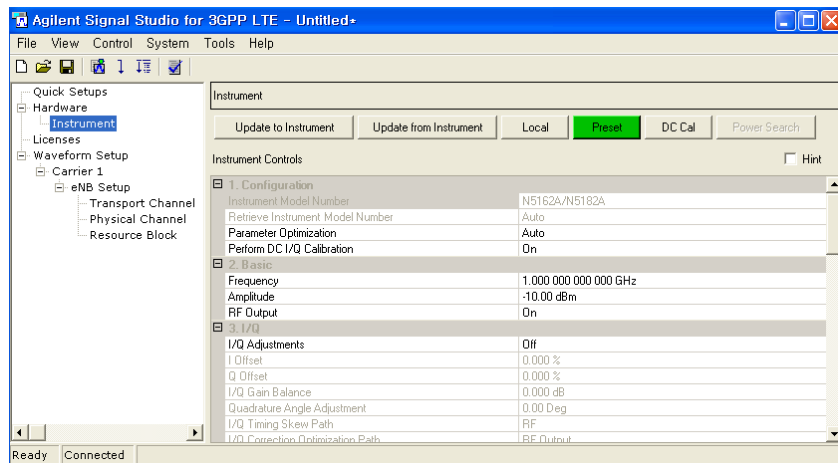 Agilent Signal Studio for 3GPP LTE - Untitled*
File View Control System Tools Help
Quick Setups
Hardware
Instrument
Licenses
Waveform Setup
Carrier 1
eNB Setup
Transport Channel
Physical Channel
Resource Block
Instrument
Update to Instrument Update from Instrument Local Preset DC Cal Power Search
Instrument Controls Hint
1. Configuration
Instrument Model Number N5162A/N5182A
Retrieve Instrument Model Number Auto
Parameter Optimization Auto
Perform DC I/Q Calibration On
2. Basic
Frequency 1.000 000 000 000 GHz
Amplitude -10.00 dBm
RF Output On
3. I/Q
I/Q Adjustments Off
I Offset 0.000 %
Q Offset 0.000 %
I/Q Gain Balance 0.000 dB
Quadrature Angle Adjustment 0.00 Deg
I/Q Timing Skew Path RF
I/Q Correction Optimization Path RF Output
Ready Connected